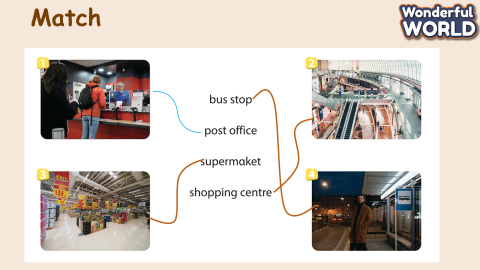 Match
Wonderful
WORLD
1
2
bus stop
post office
supermaket
shopping centre
3
4